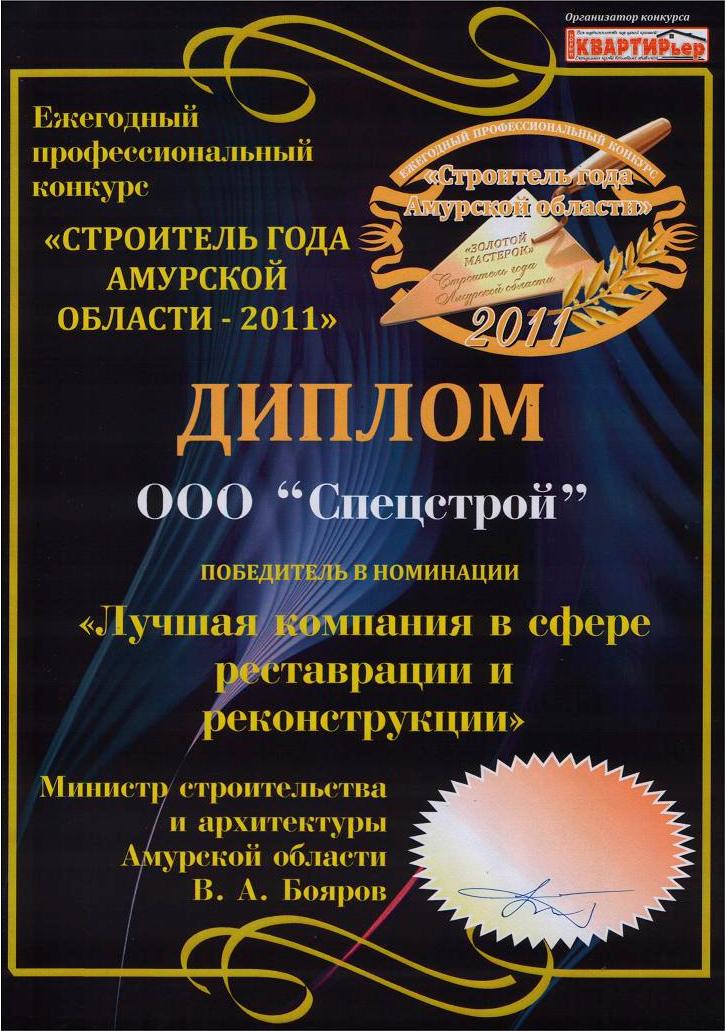 Организатор конкурса
КВАРТИРьер
Ежегодный
профессиональный
конкурс
«СТРОИТЕЛЬ ГОДА
АМУРСКОЙ
ОБЛАСТИ - 2011»
ЕЖЕГОДНЫЙ ПРОФЕССИОНАЛЬНЫЙ КОНКУРС
«Строитель года
Амурской области»
«ЗОЛОТОЙ
МАСТЕРОК»
Строитель года
Амурской области
2011
ДИПЛОМ
ООО “Спецстрой”
ПОБЕДИТЕЛЬ В НОМИНАЦИИ
«Лучшая компания в сфере
реставрации и
реконструкции»
Министр строительства
и архитектуры
Амурской области
В. А. Бояров